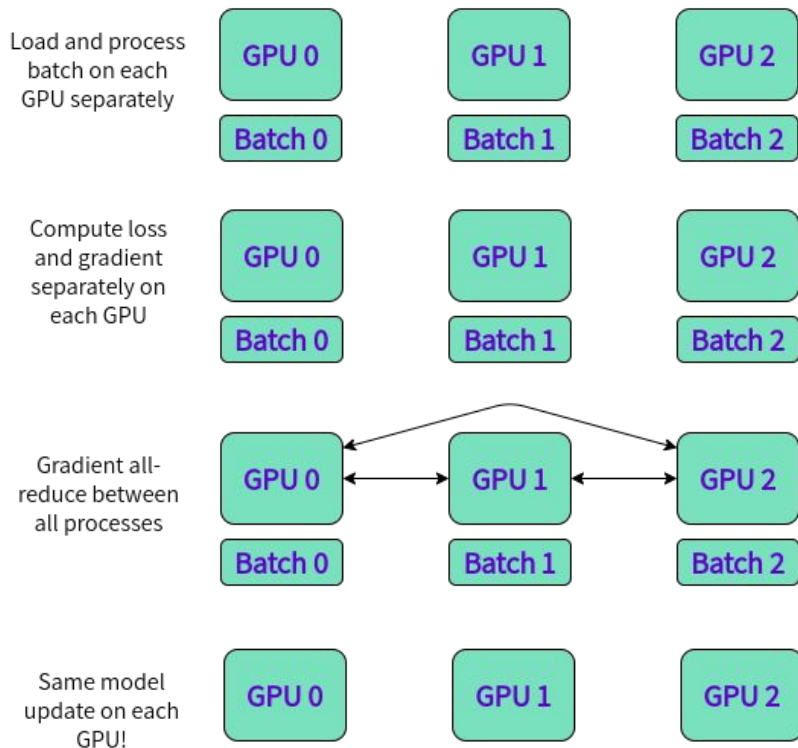 Load and process
batch on each
GPU separately
GPU 0
GPU 1
GPU 2
Batch 0
Batch 1
Batch 2
Compute loss
and gradient
separately on
each GPU
GPU 0
GPU 1
GPU 2
Batch 0
Batch 1
Batch 2
Gradient all-
reduce between
all processes
GPU 0
GPU 1
GPU 2
Batch 0
Batch 1
Batch 2
Same model
update on each
GPU!
GPU 0
GPU 1
GPU 2